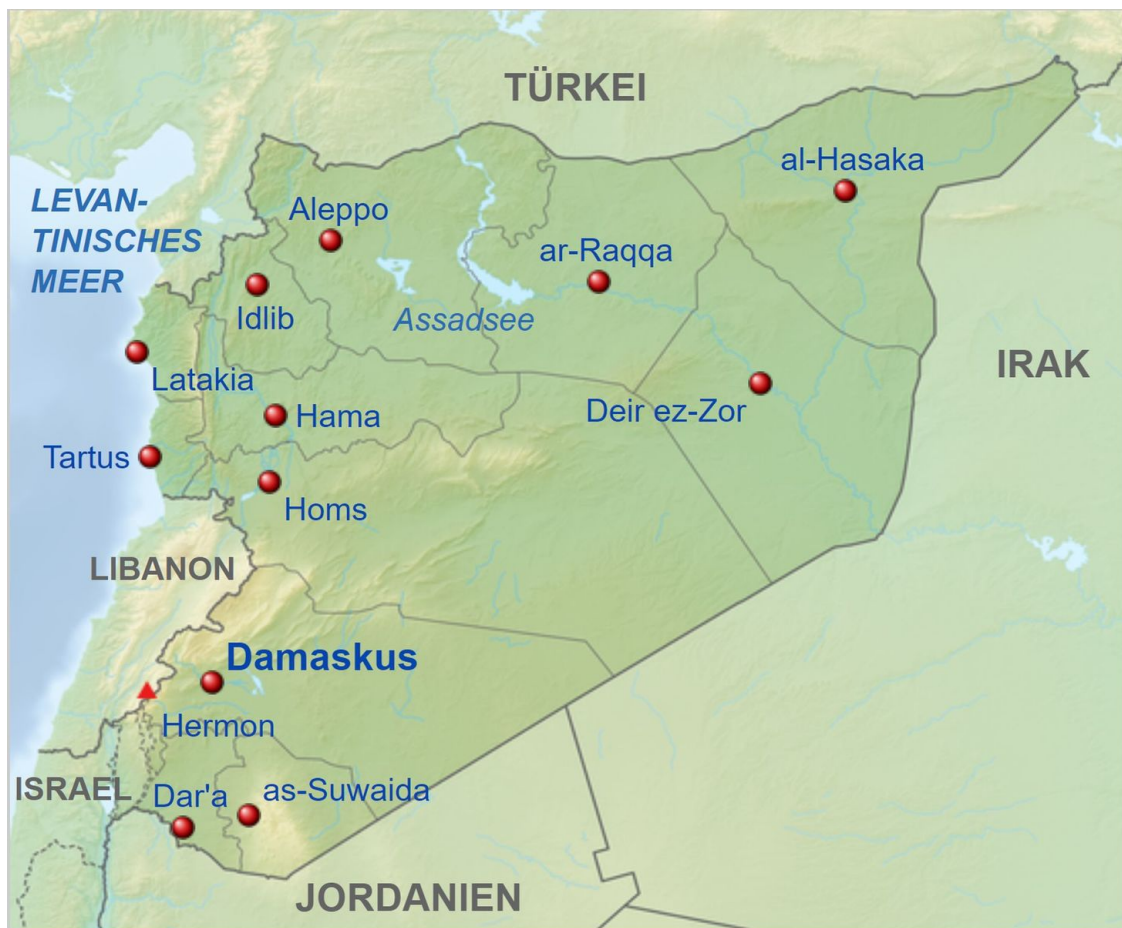 TÜRKEI
al-Hasaka
LEVAN-
TINISCHES
MEER
Aleppo
ar-Raqqa
Idlib
Assadsee
IRAK
Latakia
Deir ez-Zor
Hama
Tartus
Homs
LIBANON
Damaskus
Hermon
ISRAEL
Dar'a
as-Suwaida
JORDANIEN